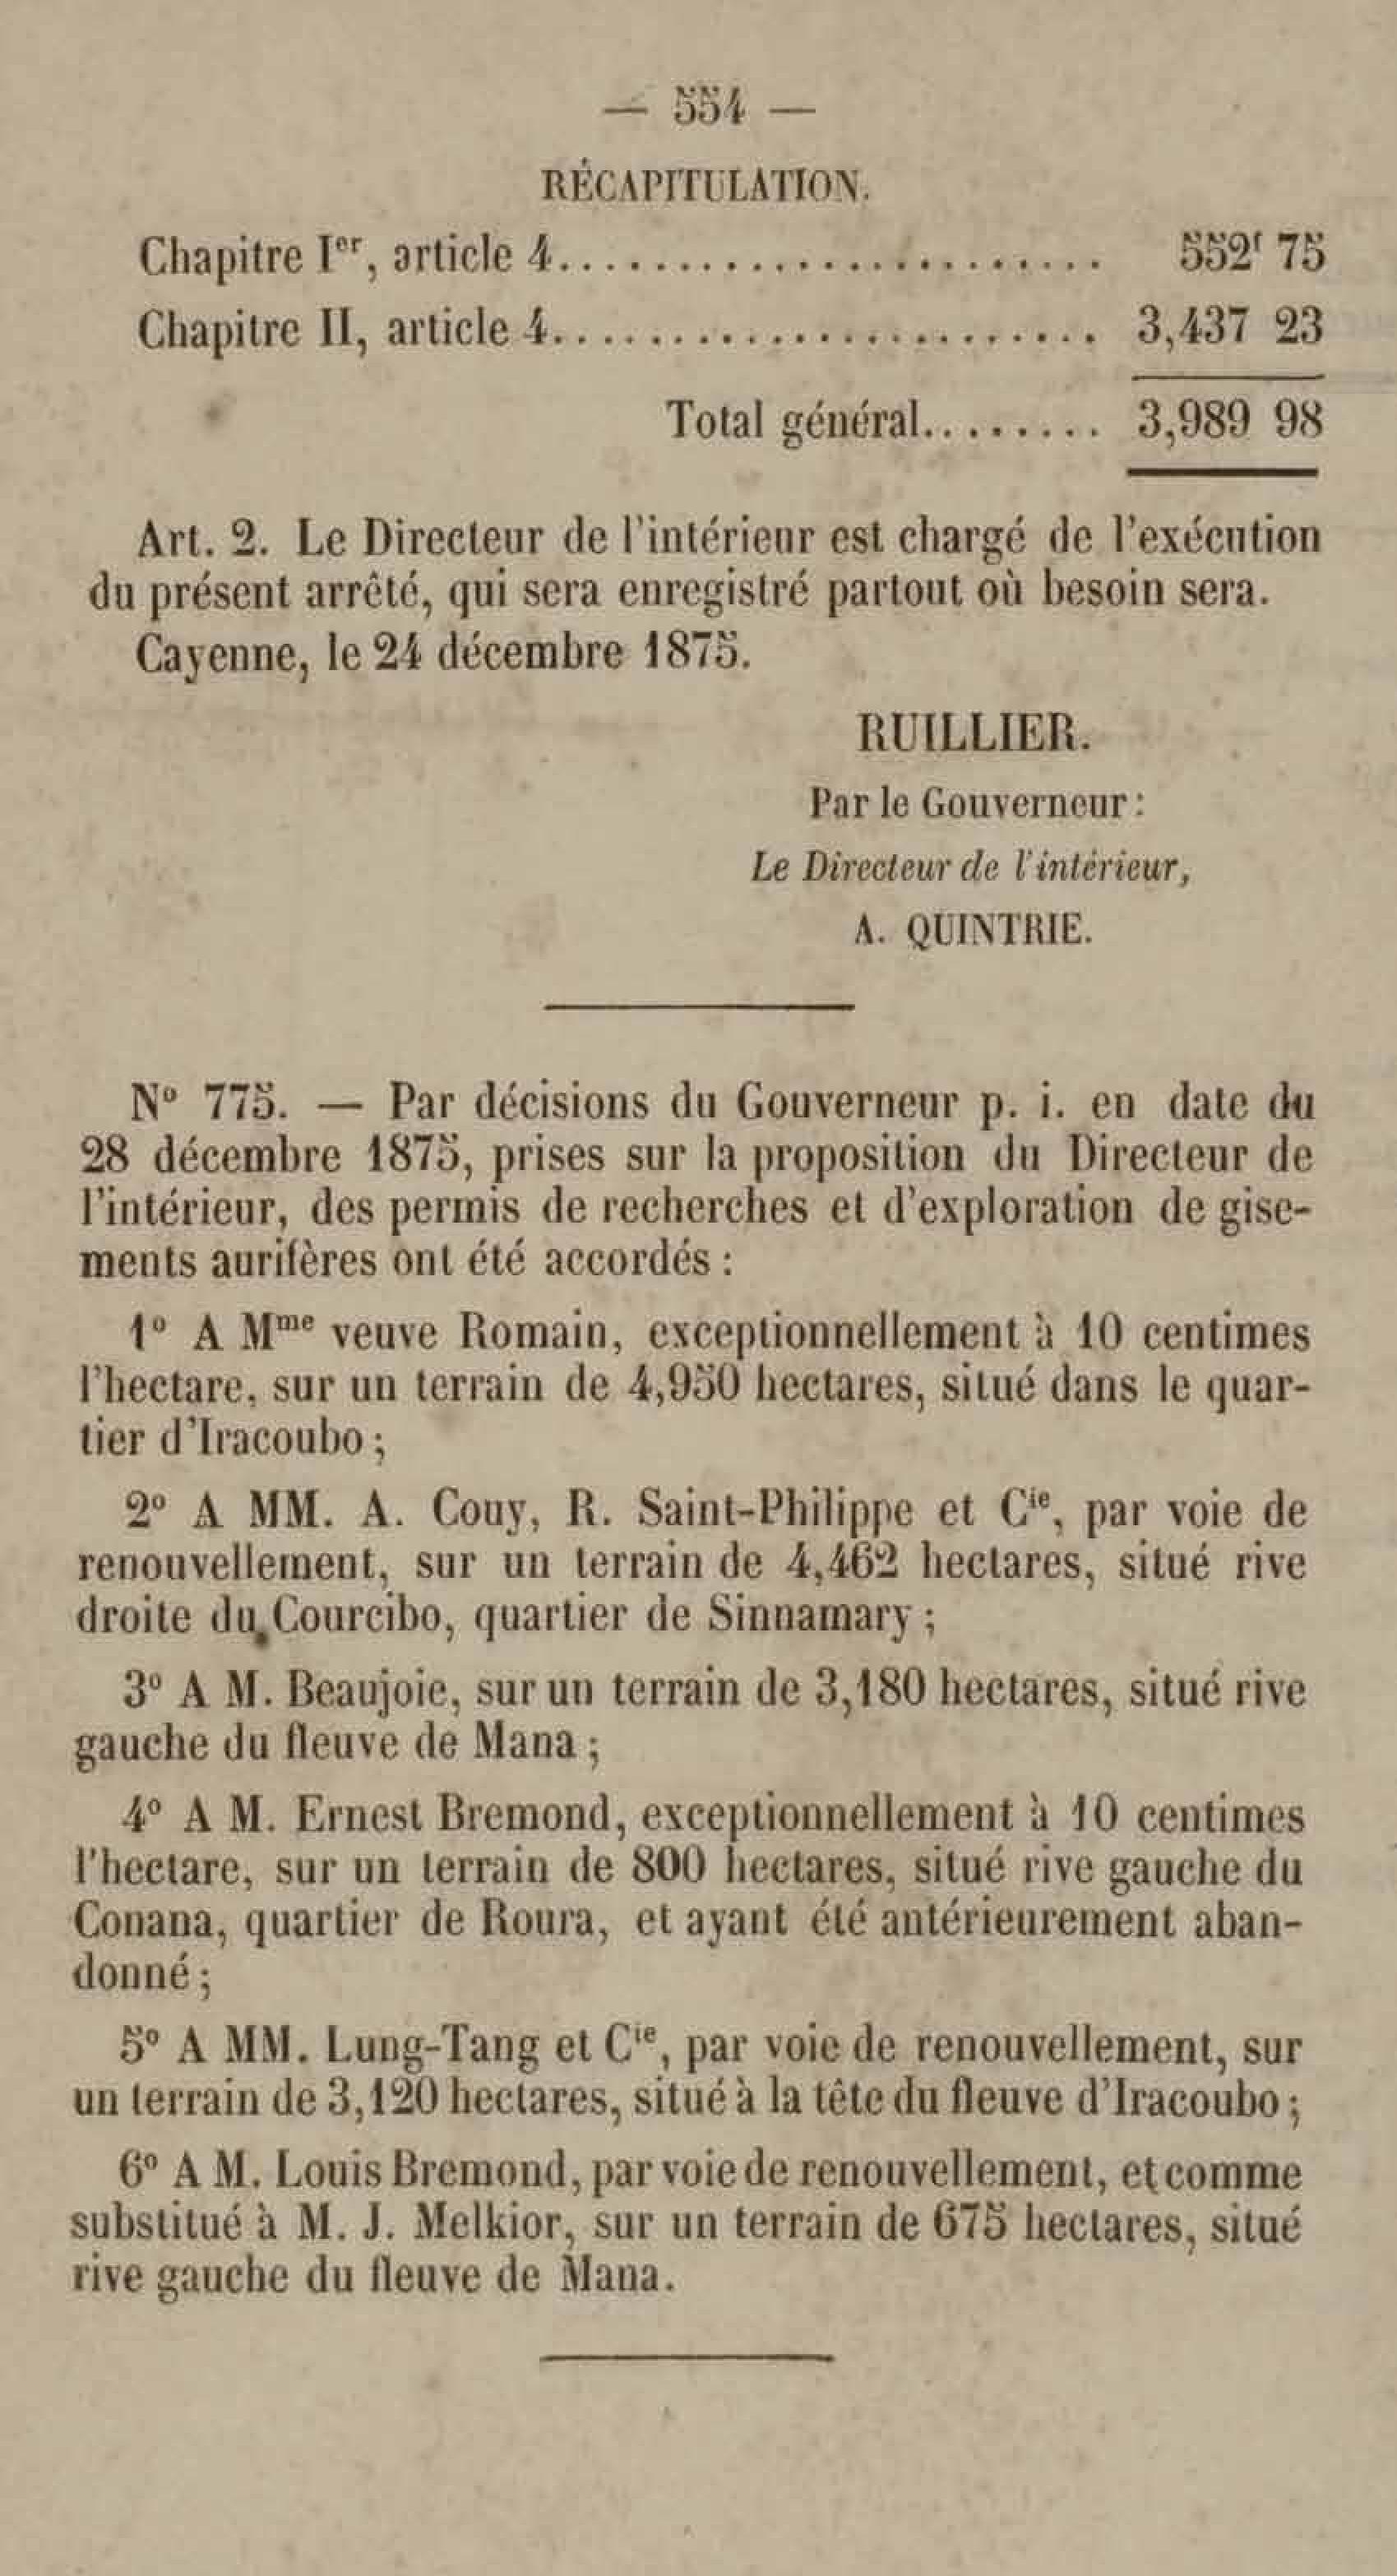 — 554 —
RÉCAPITULATION.
Chapitre Ier, article 4........................ 552f 75
Chapitre II, article 4........................ 3,437 23
Total général........ 3,989 98
Art. 2. Le Directeur de l'intérieur est chargé de l'exécution
du présent arrêté, qui sera enregistré partout où besoin sera.
Cayenne, le 24 décembre 1875.
RUILLIER.
Par le Gouverneur:
Le Directeur de l'intérieur,
A. QUINTRIE.
No 775. — Par décisions du Gouverneur p. i. en date du
28 décembre 1875, prises sur la proposition du Directeur de
l'intérieur, des permis de recherches et d'exploration de gise-
ments aurifères ont été accordés :
1o A Mme veuve Romain, exceptionnellement à 10 centimes
l'hectare, sur un terrain de 4,950 hectares, situé dans le quar-
tier d'Iracoubo ;
2o A MM. A. Couy, R. Saint-Philippe et Cie, par voie de
renouvellement, sur un terrain de 4,462 hectares, situé rive
droite du Courcibo, quartier de Sinnamary ;
3o A M. Beaujoie, sur un terrain de 3,180 hectares, situé rive
gauche du fleuve de Mana ;
4o A M. Ernest Bremond, exceptionnellement à 10 centimes
l'hectare, sur un terrain de 800 hectares, situé rive gauche du
Conana, quartier de Roura, et ayant été antérieurement aban-
donné ;
5o A MM. Lung-Tang et Cie, par voie de renouvellement, sur
un terrain de 3,120 hectares, situé à la tête du fleuve d'Iracoubo ;
6o A M. Louis Bremond, par voie de renouvellement, et comme
substitué à M. J. Melkior, sur un terrain de 675 hectares, situé
rive gauche du fleuve de Mana.